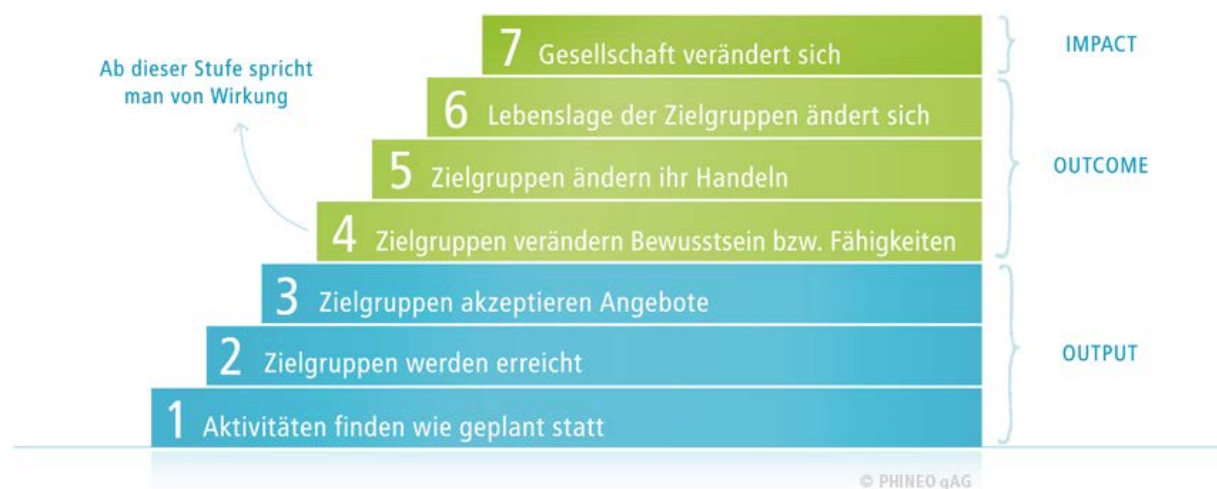 7 Gesellschaft verändert sich
IMPACT
Ab dieser Stufe spricht
man von Wirkung
6 Lebenslage der Zielgruppen ändert sich
5 Zielgruppen ändern ihr Handeln
OUTCOME
4 Zielgruppen verändern Bewusstsein bzw. Fähigkeiten
3 Zielgruppen akzeptieren Angebote
2 Zielgruppen werden erreicht
OUTPUT
1 Aktivitäten finden wie geplant statt
© PHINEO gAG